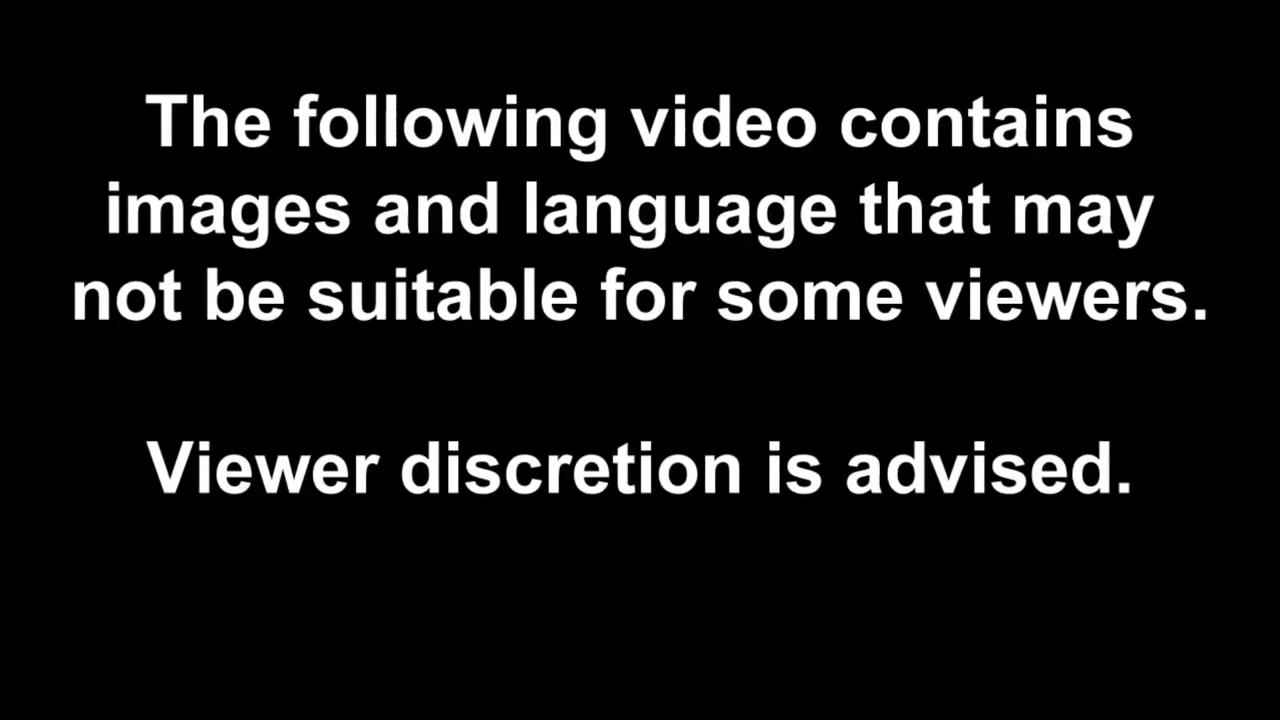 The following video contains
images and language that may
not be suitable for some viewers.
Viewer discretion is advised.